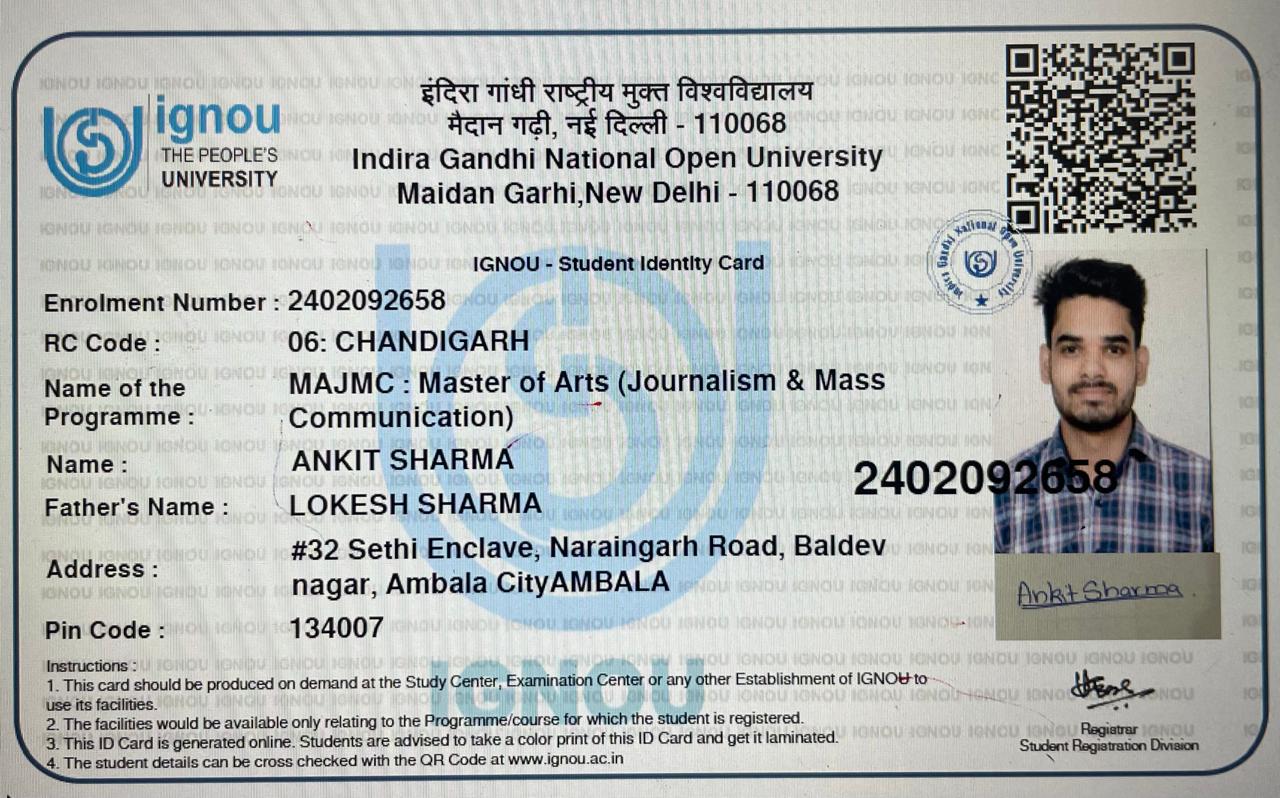 ignou
THE PEOPLE'S
UNIVERSITY
इंदिरा गांधी राष्ट्रीय मुक्त विश्वविद्यालय
मैदान गढ़ी, नई दिल्ली - 110068
Indira Gandhi National Open University
Maidan Garhi,New Delhi - 110068
Indira Gandhi National Open University
IGNOU - Student Identity Card
Enrolment Number : 2402092658
RC Code : 06: CHANDIGARH
Name of the Programme : MAJMC : Master of Arts (Journalism & Mass
Communication)
Name : ANKIT SHARMA
Father's Name : LOKESH SHARMA
2402092658
Address : #32 Sethi Enclave, Naraingarh Road, Baldev
nagar, Ambala CityAMBALA
Ankit Sharma
Pin Code : 134007
Instructions :
1. This card should be produced on demand at the Study Center, Examination Center or any other Establishment of IGNOU to
use its facilities.
2. The facilities would be available only relating to the Programme/course for which the student is registered.
3. This ID Card is generated online. Students are advised to take a color print of this ID Card and get it laminated.
4. The student details can be cross checked with the QR Code at www.ignou.ac.in
Registrar
Student Registration Division